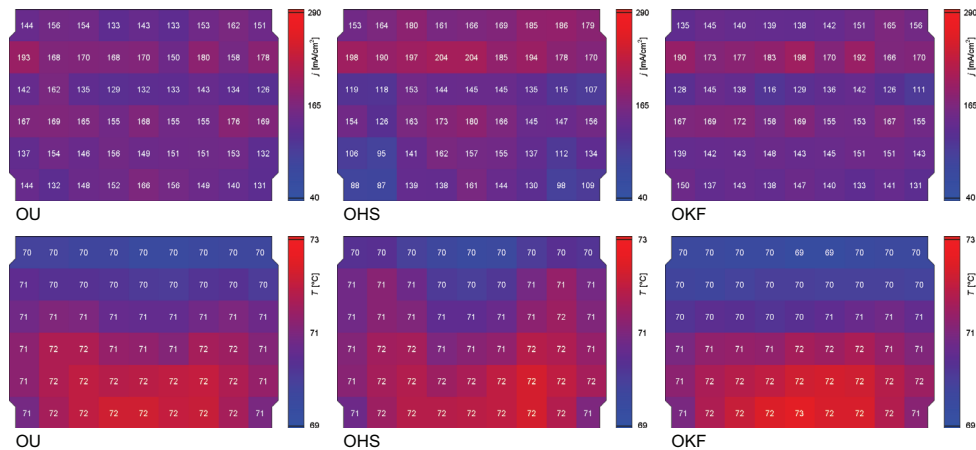 144 156 154 133 143 133 153 162 151
193 168 170 168 170 150 180 158 178
142 162 135 129 132 133 143 134 126
167 169 165 155 168 155 155 176 169
137 154 146 156 149 151 151 153 132
144 132 148 152 166 156 149 140 131
290
165
40
j [mA/cm²]
OU
153 164 180 161 166 169 185 186 179
198 190 197 204 204 185 194 178 170
119 118 153 144 145 145 135 115 107
154 126 163 173 180 166 145 147 156
106 95 141 162 157 155 137 112 134
88 87 139 138 161 144 130 98 109
290
165
40
j [mA/cm²]
OHS
135 145 140 139 138 142 151 165 156
190 173 177 183 198 170 192 166 170
128 145 138 116 129 136 142 126 111
167 169 172 158 169 155 153 167 155
139 142 143 148 143 145 151 151 143
150 137 143 138 147 140 133 141 131
290
165
40
j [mA/cm²]
OKF
70 70 70 70 70 70 70 70 70
71 70 70 70 70 70 70 70 70
71 71 71 71 71 71 71 71 71
71 72 72 71 71 71 72 72 71
71 72 72 72 72 72 72 72 71
71 72 72 72 72 72 72 72 71
73
71
69
T [°C]
OU
70 70 70 70 70 70 70 70 70
71 71 71 70 70 70 71 71 71
71 71 71 71 71 71 71 72 71
71 72 72 71 71 71 72 72 72
71 72 72 72 72 72 72 72 72
71 72 72 72 72 72 72 72 71
73
71
69
T [°C]
OHS
70 70 70 70 69 69 70 70 70
70 70 70 70 70 70 70 70 70
70 70 70 70 70 71 71 71 71
71 71 72 72 72 72 72 72 71
71 72 72 72 72 72 72 72 72
71 72 72 72 73 72 72 72 71
73
71
69
T [°C]
OKF